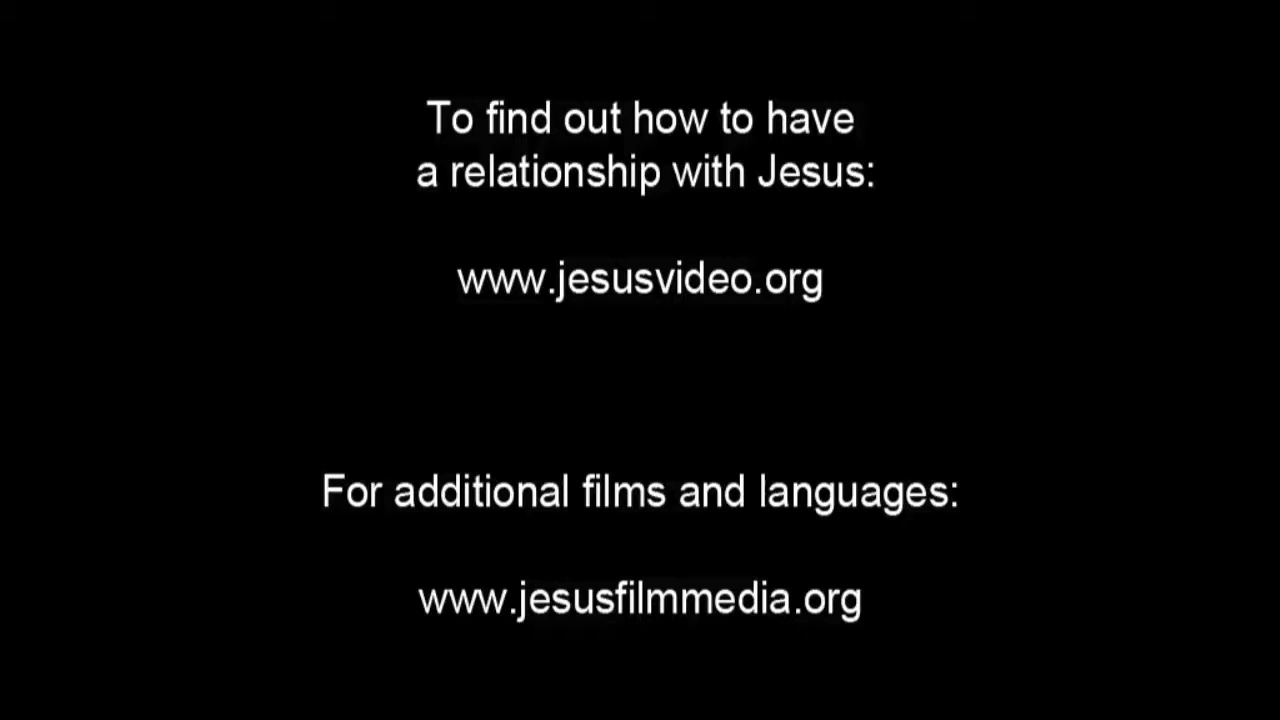 To find out how to have
a relationship with Jesus:
www.jesusvideo.org
For additional films and languages:
www.jesusfilmmedia.org